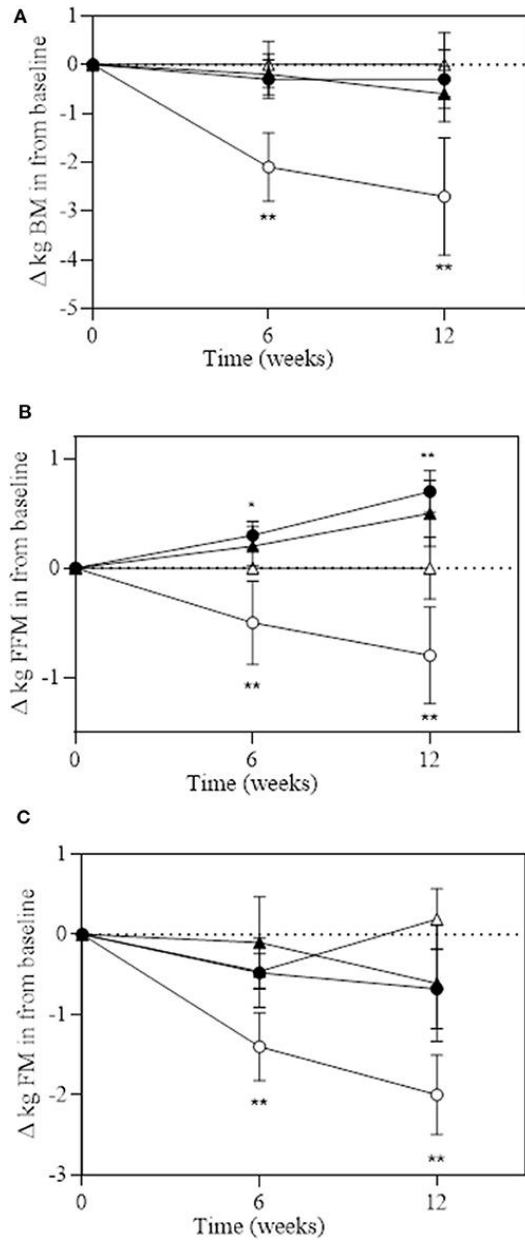 A
1
0
-1
-2
-3
-4
-5
Δ kg BM in from baseline
**
**
0 6 12
Time (weeks)
B
1
0
-1
Δ kg FFM in from baseline
*
**
**
**
0 6 12
Time (weeks)
C
1
0
-1
-2
-3
Δ kg FM in from baseline
**
**
0 6 12
Time (weeks)